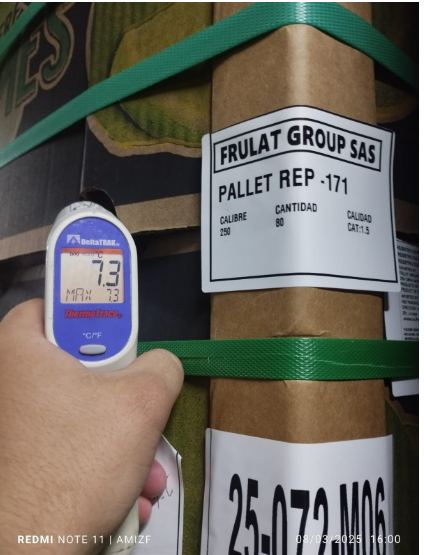 FRULAT GROUP SAS
PALLET REP -171
CALIBRE CANTIDAD CALIDAD
250 80 CAT:1.5
DeltaTRAK
°C
7.3
MAX 7.3
ThermoTrace
°C/°F
25-072-M06
REDMI NOTE 11 | AMIZF
08/03/2025 16:00